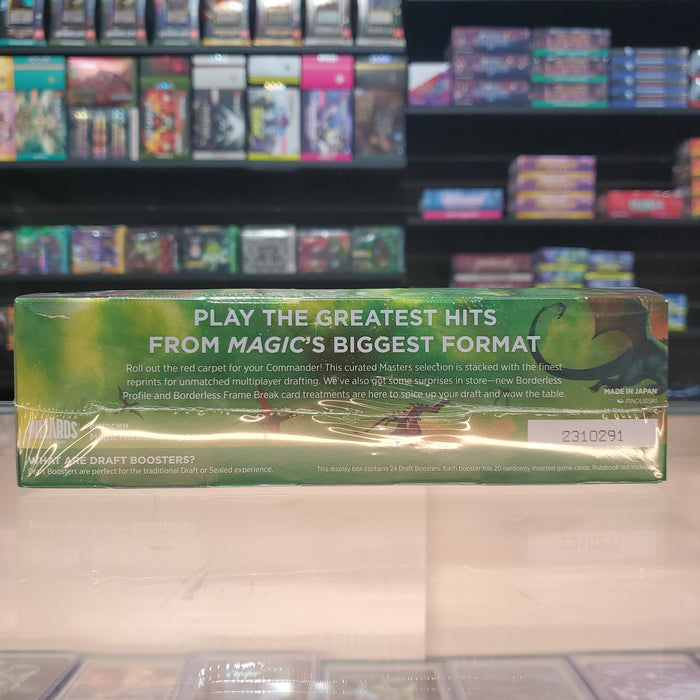 PLAY THE GREATEST HITS
FROM MAGIC'S BIGGEST FORMAT
Roll out the red carpet for your Commander! This curated Masters selection is stacked with the finest
reprints for unmatched multiplayer drafting. We've also got some surprises in store—new Borderless
Profile and Borderless Frame Break card treatments are here to spice up your draft and wow the table.
MADE IN JAPAN
PINOURSKI
WIZARDS
2310291
WHAT ARE DRAFT BOOSTERS?
Draft Boosters are perfect for the traditional Draft or Sealed experience.
This display box contains 24 Draft Boosters. Each booster has 20 randomly inserted game cards. Rulebook not